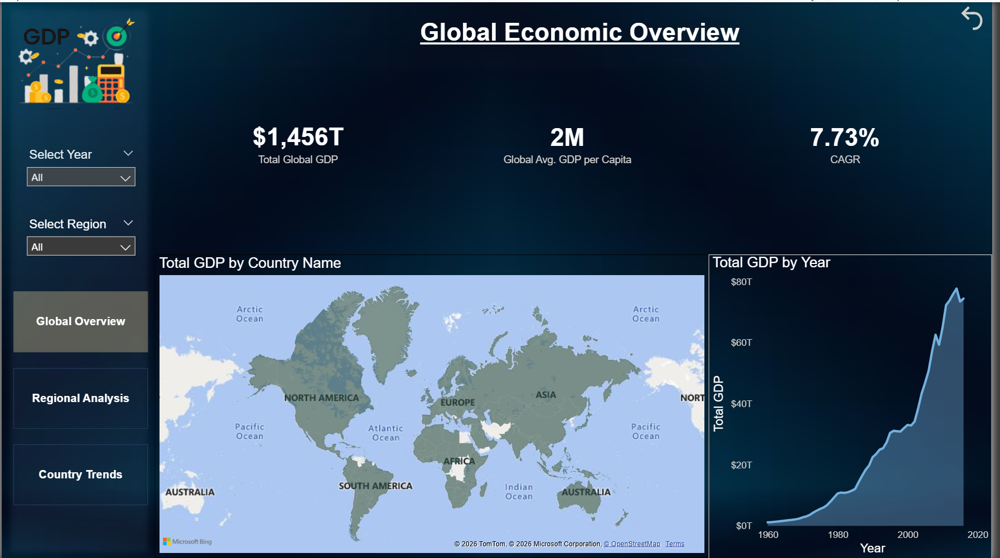 GDP
Global Economic Overview
$1,456T
Total Global GDP
2M
Global Avg. GDP per Capita
7.73%
CAGR
Select Year
All
Select Region
All
Global Overview
Regional Analysis
Country Trends
Total GDP by Country Name
Arctic
Ocean
Arctic
Ocean
NORTH AMERICA
EUROPE
ASIA
NORT
Pacific
Ocean
Atlantic
Ocean
Pacific
Ocean
AFRICA
SOUTH AMERICA
Indian
Ocean
AUSTRALIA
AUSTRALIA
Microsoft Bing
© 2026 TomTom, © 2026 Microsoft Corporation, © OpenStreetMap Terms
Total GDP by Year
$80T
$60T
$40T
$20T
$0T
Total GDP
1960 1980 2000 2020
Year